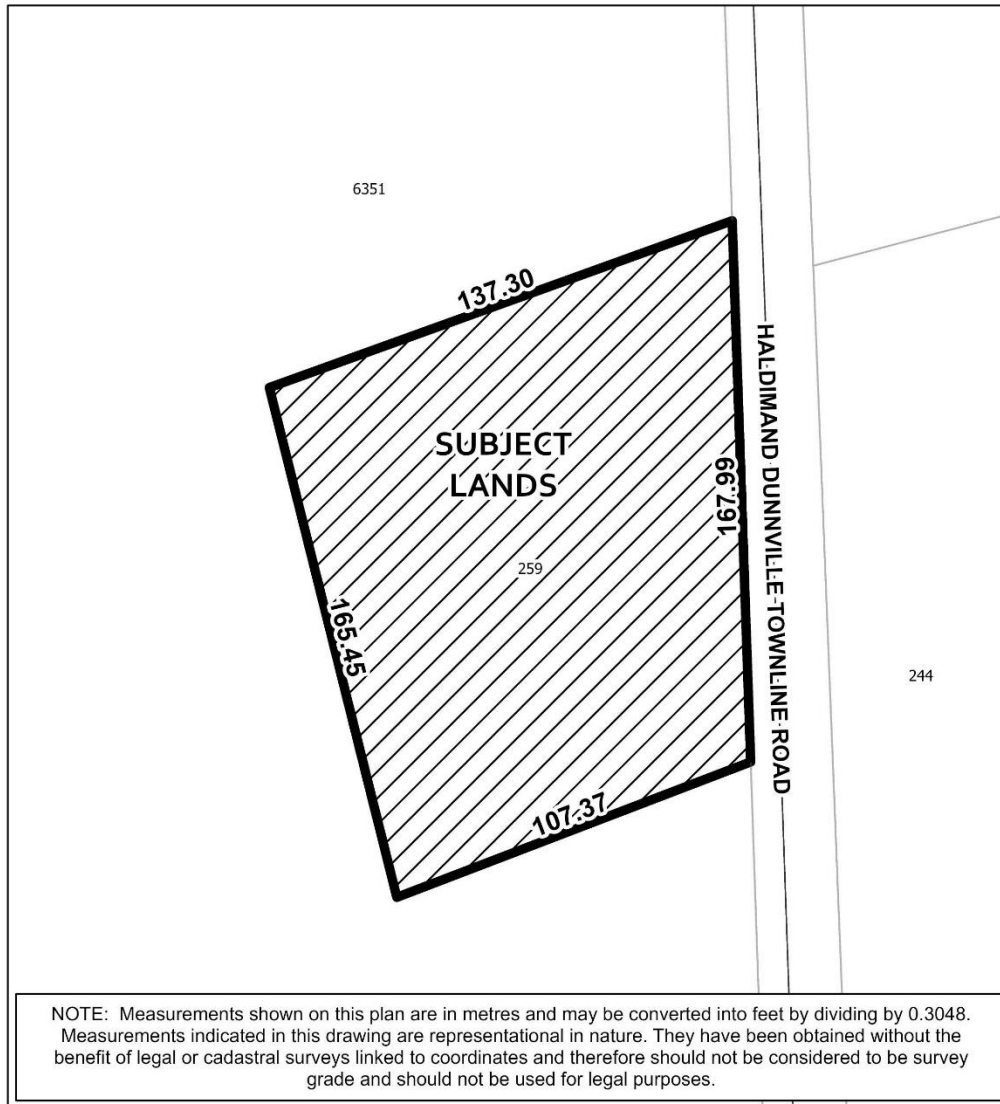 6351
137.30
HALDIMAND DUNNVILLE TOWNLINE ROAD
SUBJECT
LANDS
167.99
259
165.45
244
107.37
NOTE: Measurements shown on this plan are in metres and may be converted into feet by dividing by 0.3048.
Measurements indicated in this drawing are representational in nature. They have been obtained without the
benefit of legal or cadastral surveys linked to coordinates and therefore should not be considered to be survey
grade and should not be used for legal purposes.